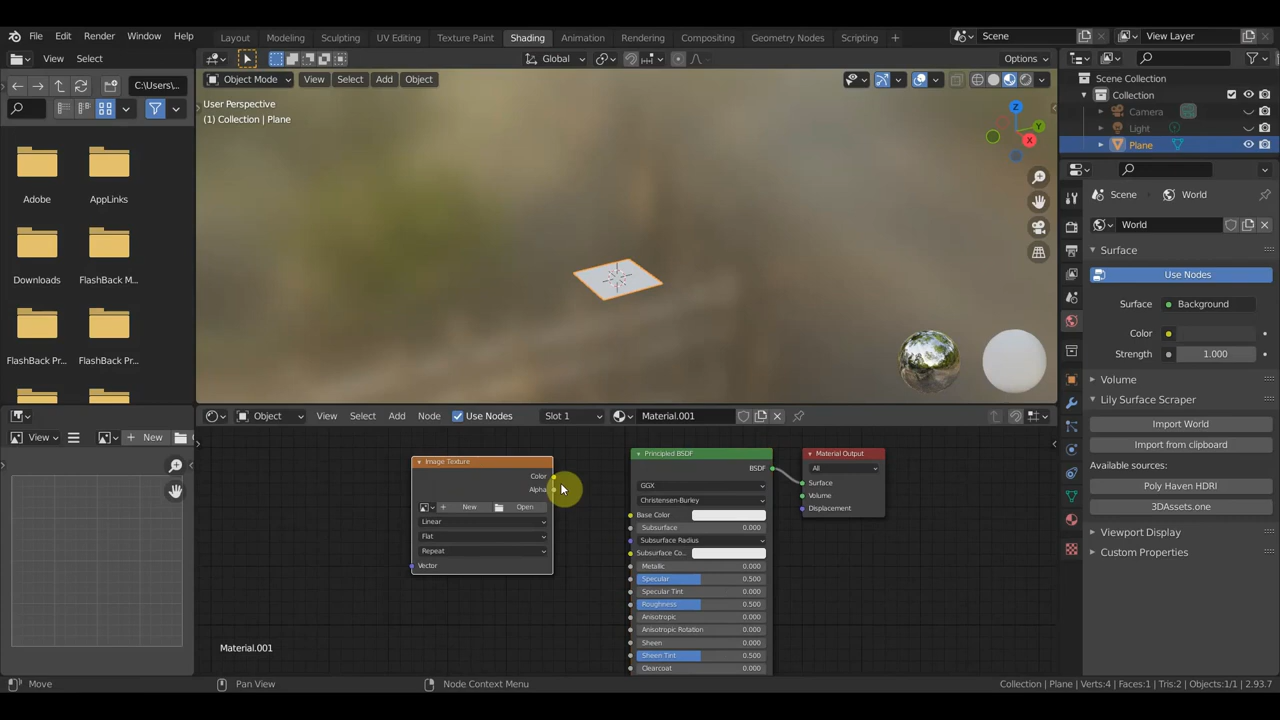 File Edit Render Window Help Layout Modeling Sculpting UV Editing Texture Paint Shading Animation Rendering Compositing Geometry Nodes Scripting Scene View Layer
View Select
C:\Users\...
Adobe
AppLinks
Downloads
FlashBack M...
FlashBack Pr...
FlashBack Pr...
Global
Options
Object Mode View Select Add Object
User Perspective
(1) Collection | Plane
Z
Y
X
Scene Collection
Collection
Camera
Light
Plane
Scene World
World
Surface
Use Nodes
Surface Background
Color
Strength 1.000
Volume
Lily Surface Scraper
Import World
Import from clipboard
Available sources:
Poly Haven HDRI
3DAssets.one
Viewport Display
Custom Properties
View New
Object View Select Add Node Use Nodes Slot 1 Material.001
Image Texture
Color
Alpha
New Open
Linear
Flat
Repeat
Vector
Principled BSDF
BSDF
GGX
Christensen-Burley
Base Color
Subsurface 0.000
Subsurface Radius
Subsurface Co...
Metallic 0.000
Specular 0.500
Specular Tint 0.000
Roughness 0.500
Anisotropic 0.000
Anisotropic Rotation 0.000
Sheen 0.000
Sheen Tint 0.500
Clearcoat 0.000
Material Output
All
Surface
Volume
Displacement
Material.001
Move Pan View Node Context Menu Collection | Plane | Verts:4 | Faces:1 | Tris:2 | Objects:1/1 | 2.93.7